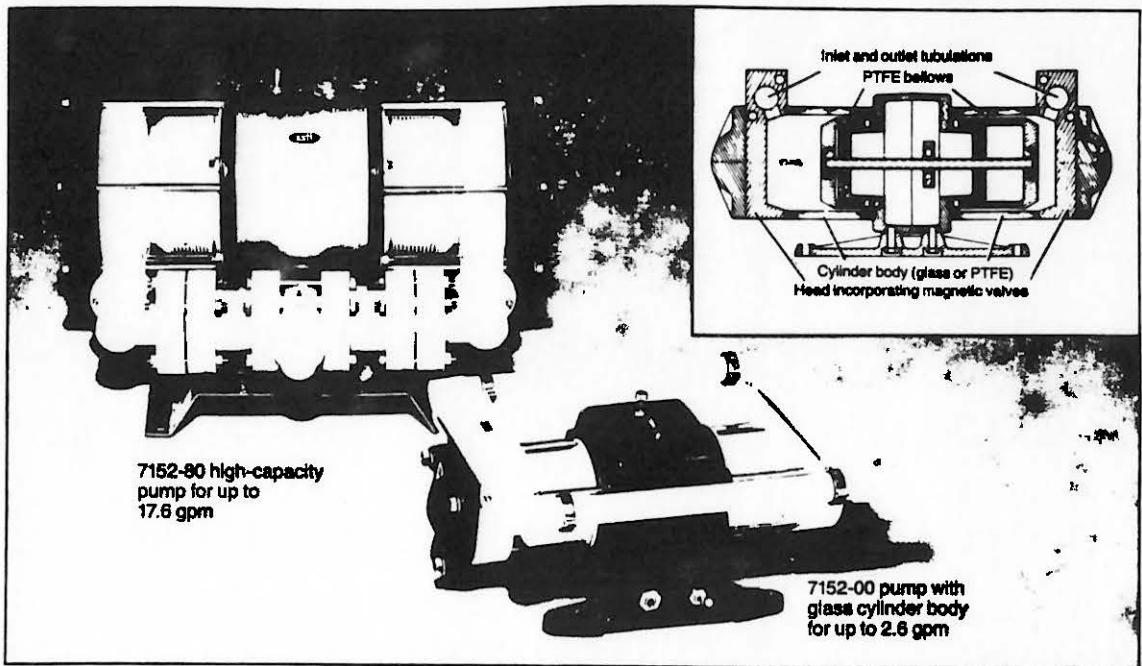 Inlet and outlet tubulations
PTFE bellows
Cylinder body (glass or PTFE)
Head incorporating magnetic valves
7152-80 high-capacity
pump for up to
17.6 gpm
7152-00 pump with
glass cylinder body
for up to 2.6 gpm